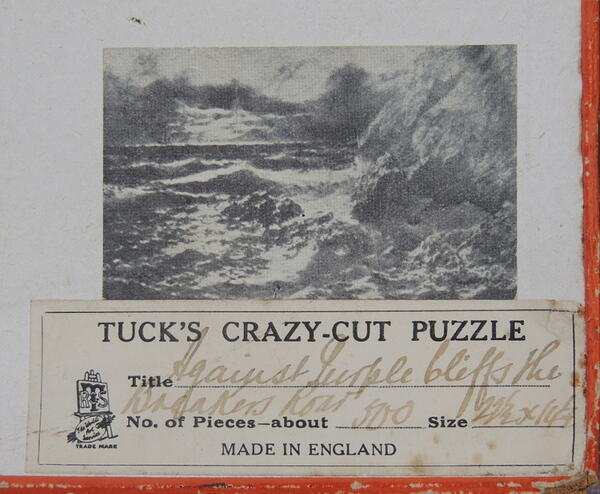 TUCK'S CRAZY-CUT PUZZLE
Title Against Purple Cliffs the
Breakers Roar
No. of Pieces—about 500 Size
TRADE MARK
MADE IN ENGLAND